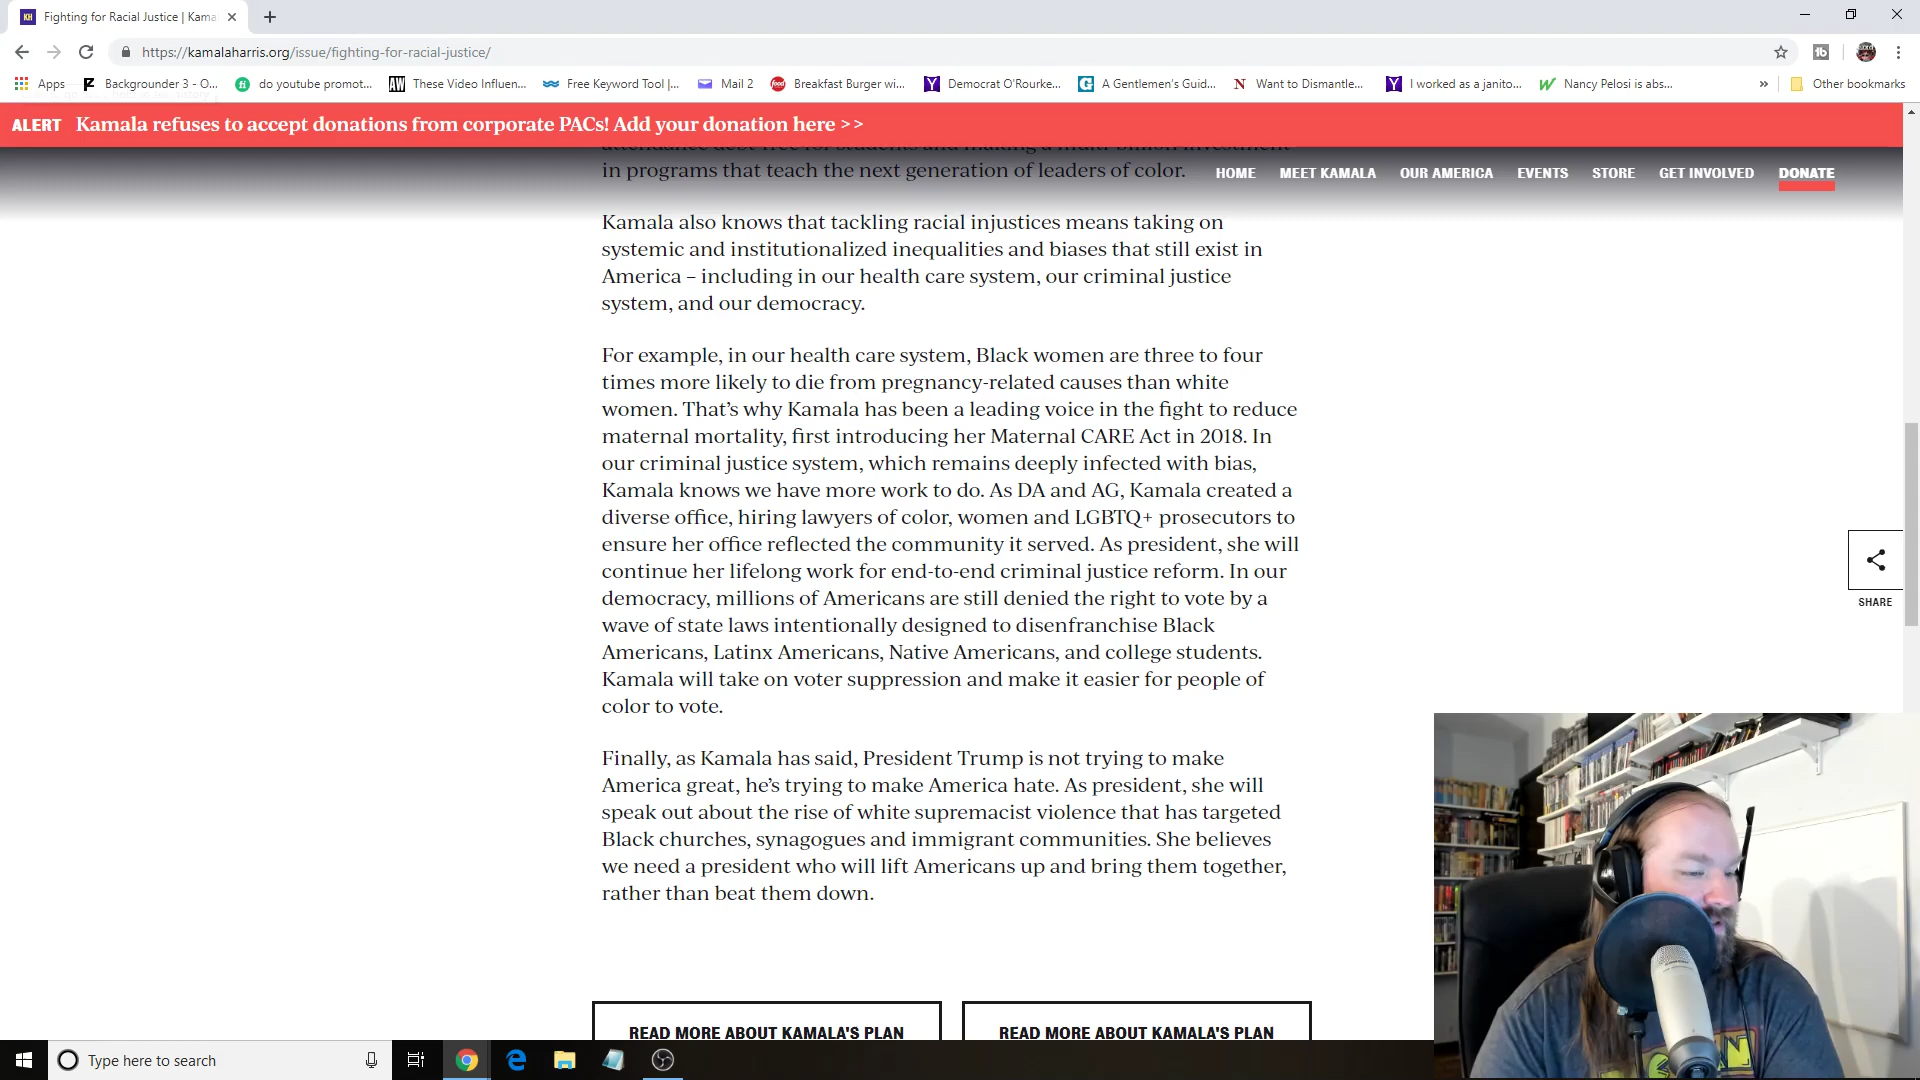 Fighting for Racial Justice | Kama
https://kamalaharris.org/issue/fighting-for-racial-justice/
Apps Backgrounder 3 - O... do youtube promot... These Video Influen... Free Keyword Tool |... Mail 2 Breakfast Burger wi... Democrat O'Rourke... A Gentlemen's Guid... Want to Dismantle... I worked as a janito... Nancy Pelosi is abs... » Other bookmarks
ALERT Kamala refuses to accept donations from corporate PACs! Add your donation here >>
attendance debt-free for students and making a multi-billion investment
in programs that teach the next generation of leaders of color.
HOME MEET KAMALA OUR AMERICA EVENTS STORE GET INVOLVED DONATE
Kamala also knows that tackling racial injustices means taking on
systemic and institutionalized inequalities and biases that still exist in
America – including in our health care system, our criminal justice
system, and our democracy.
For example, in our health care system, Black women are three to four
times more likely to die from pregnancy-related causes than white
women. That's why Kamala has been a leading voice in the fight to reduce
maternal mortality, first introducing her Maternal CARE Act in 2018. In
our criminal justice system, which remains deeply infected with bias,
Kamala knows we have more work to do. As DA and AG, Kamala created a
diverse office, hiring lawyers of color, women and LGBTQ+ prosecutors to
ensure her office reflected the community it served. As president, she will
continue her lifelong work for end-to-end criminal justice reform. In our
democracy, millions of Americans are still denied the right to vote by a
wave of state laws intentionally designed to disenfranchise Black
Americans, Latinx Americans, Native Americans, and college students.
Kamala will take on voter suppression and make it easier for people of
color to vote.
Finally, as Kamala has said, President Trump is not trying to make
America great, he's trying to make America hate. As president, she will
speak out about the rise of white supremacist violence that has targeted
Black churches, synagogues and immigrant communities. She believes
we need a president who will lift Americans up and bring them together,
rather than beat them down.
SHARE
READ MORE ABOUT KAMALA'S PLAN
READ MORE ABOUT KAMALA'S PLAN
Type here to search